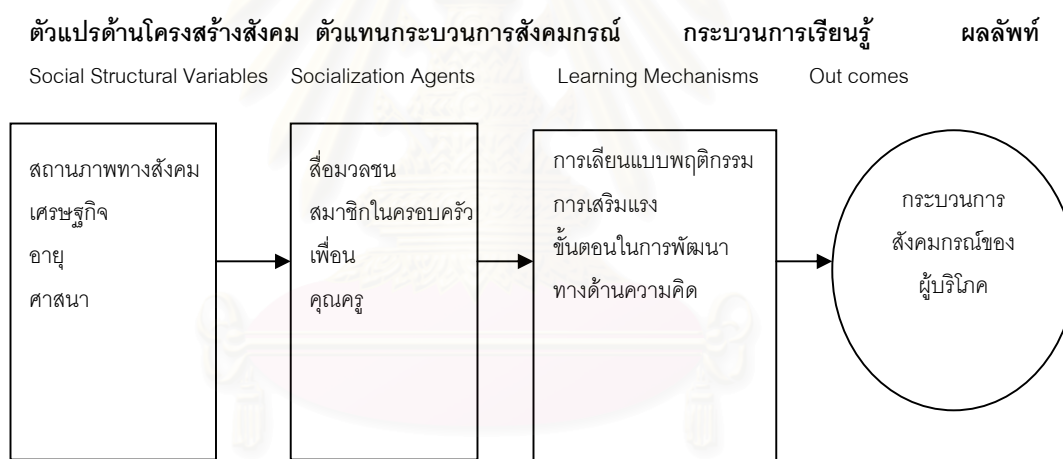 ตัวแปรด้านโครงสร้างสังคม ตัวแทนกระบวนการสังคมกรณ์ กระบวนการเรียนรู้ ผลลัพท์
Social Structural Variables Socialization Agents Learning Mechanisms Out comes
สถานภาพทางสังคม
เศรษฐกิจ
อายุ
ศาสนา
สื่อมวลชน
สมาชิกในครอบครัว
เพื่อน
คุณครู
การเลียนแบบพฤติกรรม
การเสริมแรง
ขั้นตอนในการพัฒนา
ทางด้านความคิด
กระบวนการ
สังคมกรณ์ของ
ผู้บริโภค